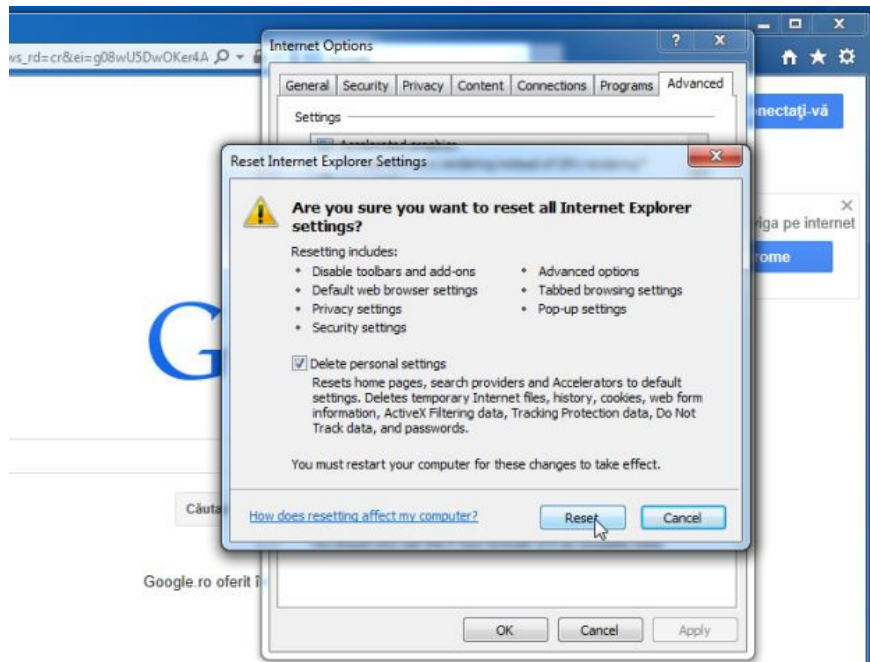 ws_rd=cr&ei=g08wU5DwOKer4A
Internet Options
General Security Privacy Content Connections Programs Advanced
Settings
nectaţi-vă
Reset Internet Explorer Settings
Are you sure you want to reset all Internet Explorer
settings?
Resetting includes:
• Disable toolbars and add-ons
• Default web browser settings
• Privacy settings
• Security settings
• Advanced options
• Tabbed browsing settings
• Pop-up settings
Delete personal settings
Resets home pages, search providers and Accelerators to default
settings. Deletes temporary Internet files, history, cookies, web form
information, ActiveX Filtering data, Tracking Protection data, Do Not
Track data, and passwords.
You must restart your computer for these changes to take effect.
How does resetting affect my computer?
Reset Cancel
viga pe internet
rome
G
Căuta
Google.ro oferit î
OK Cancel Apply